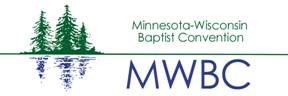 Minnesota-Wisconsin
Baptist Convention
MWBC